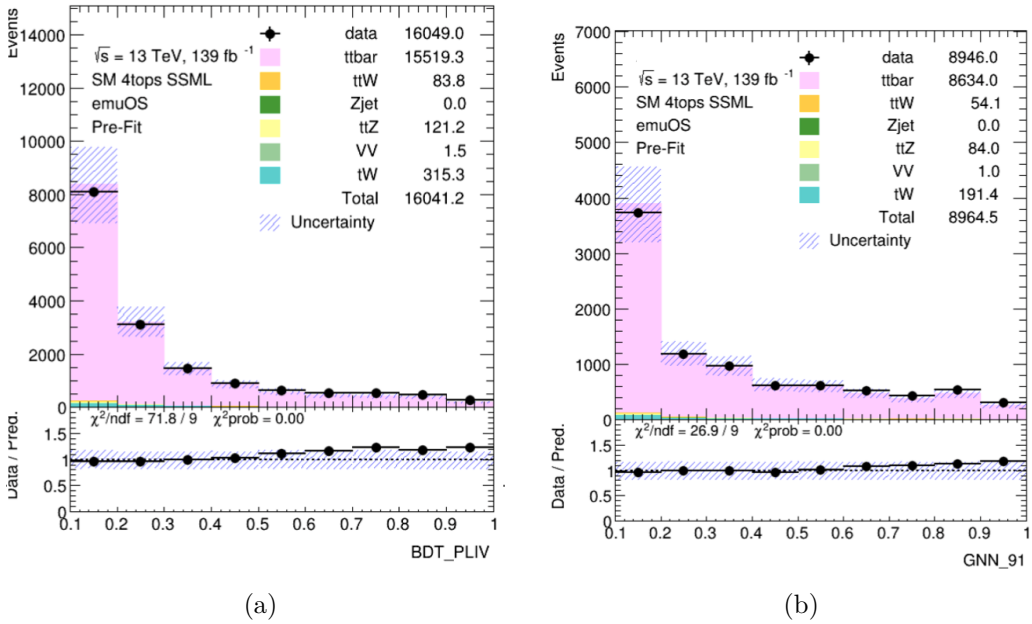 Events
14000
12000
10000
8000
6000
4000
2000
0
√s = 13 TeV, 139 fb -1
SM 4tops SSML
emuOS
Pre-Fit
data 16049.0
ttbar 15519.3
ttW 83.8
Zjet 0.0
ttZ 121.2
VV 1.5
tW 315.3
Total 16041.2
Uncertainty
χ²/ndf = 71.8 / 9 χ²prob = 0.00
Data / Pred.
1.5
1
0.5
0
0.1 0.2 0.3 0.4 0.5 0.6 0.7 0.8 0.9 1
BDT_PLIV
(a)
Events
7000
6000
5000
4000
3000
2000
1000
0
√s = 13 TeV, 139 fb -1
SM 4tops SSML
emuOS
Pre-Fit
data 8946.0
ttbar 8634.0
ttW 54.1
Zjet 0.0
ttZ 84.0
VV 1.0
tW 191.4
Total 8964.5
Uncertainty
χ²/ndf = 26.9 / 9 χ²prob = 0.00
Data / Pred.
1.5
1
0.5
0
0.1 0.2 0.3 0.4 0.5 0.6 0.7 0.8 0.9 1
GNN_91
(b)